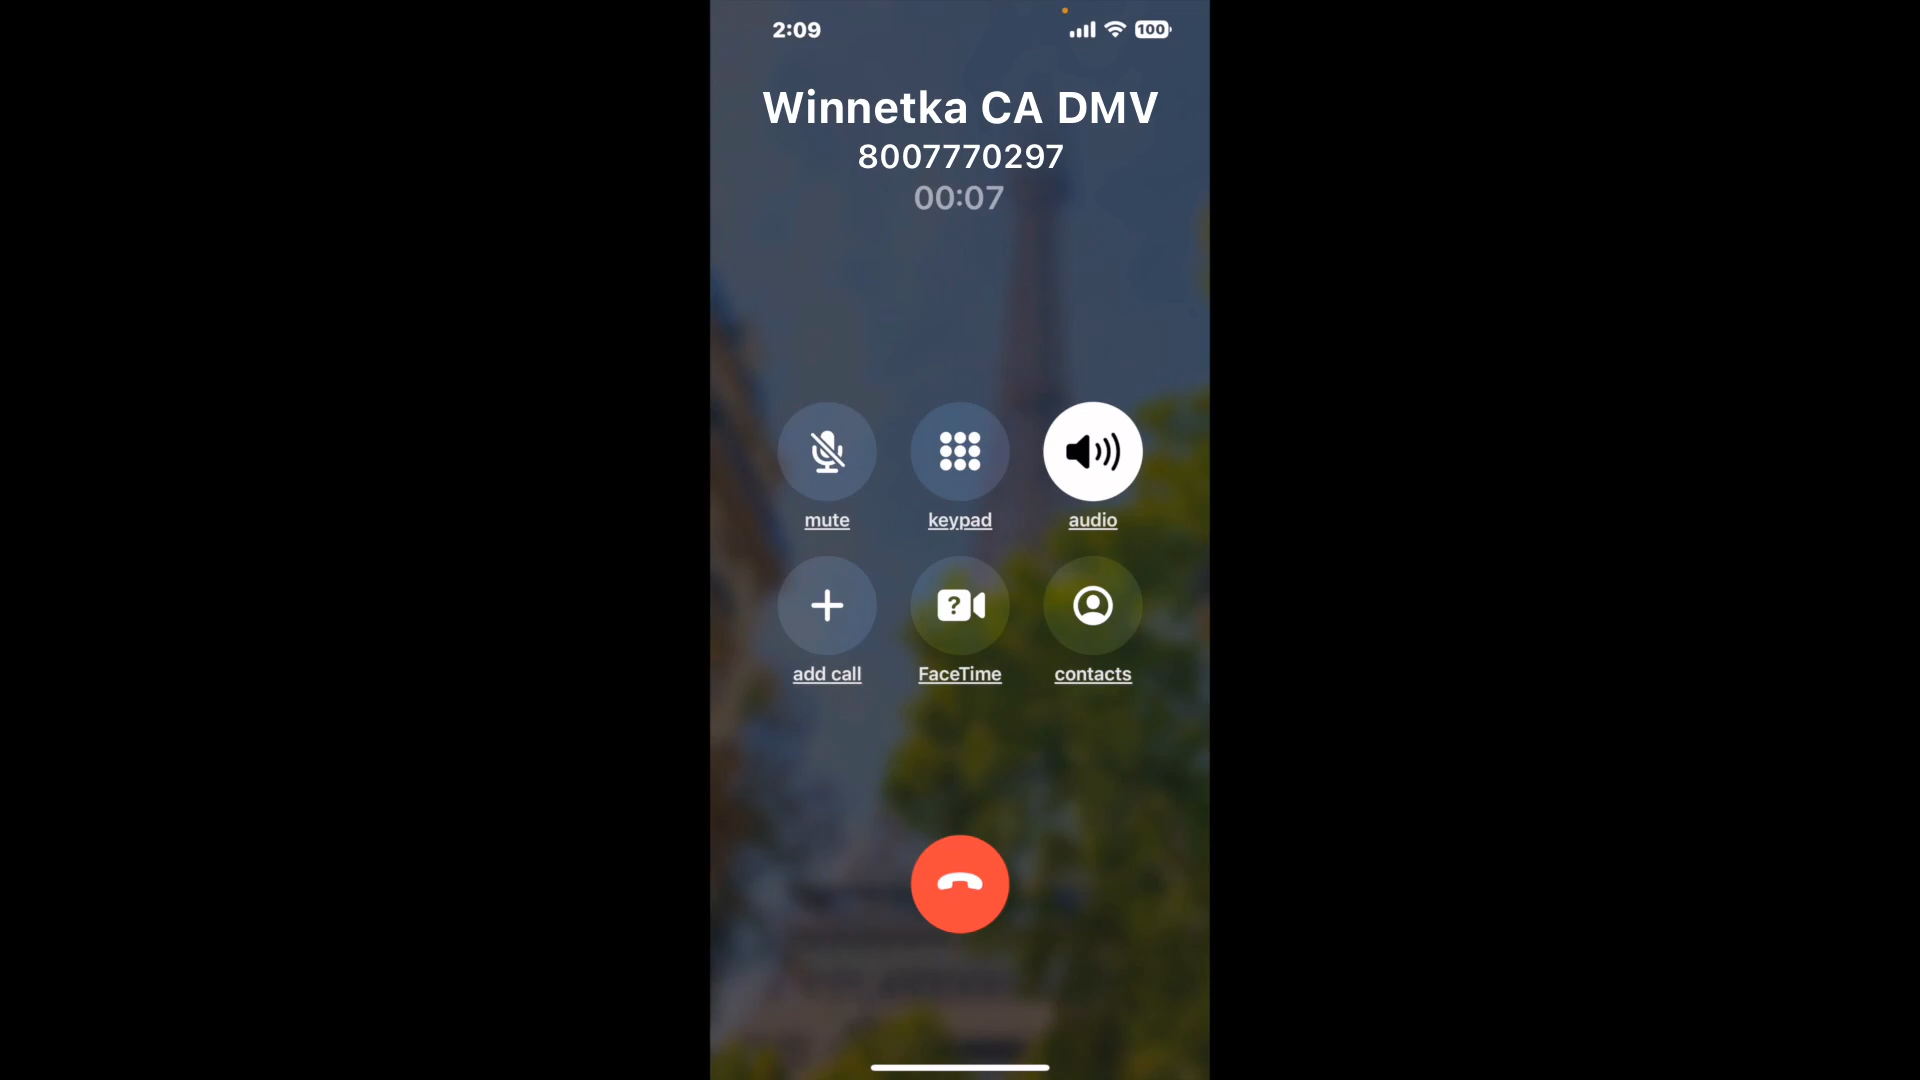 2:09
100
Winnetka CA DMV
8007770297
00:07
mute
keypad
audio
?
add call
FaceTime
contacts